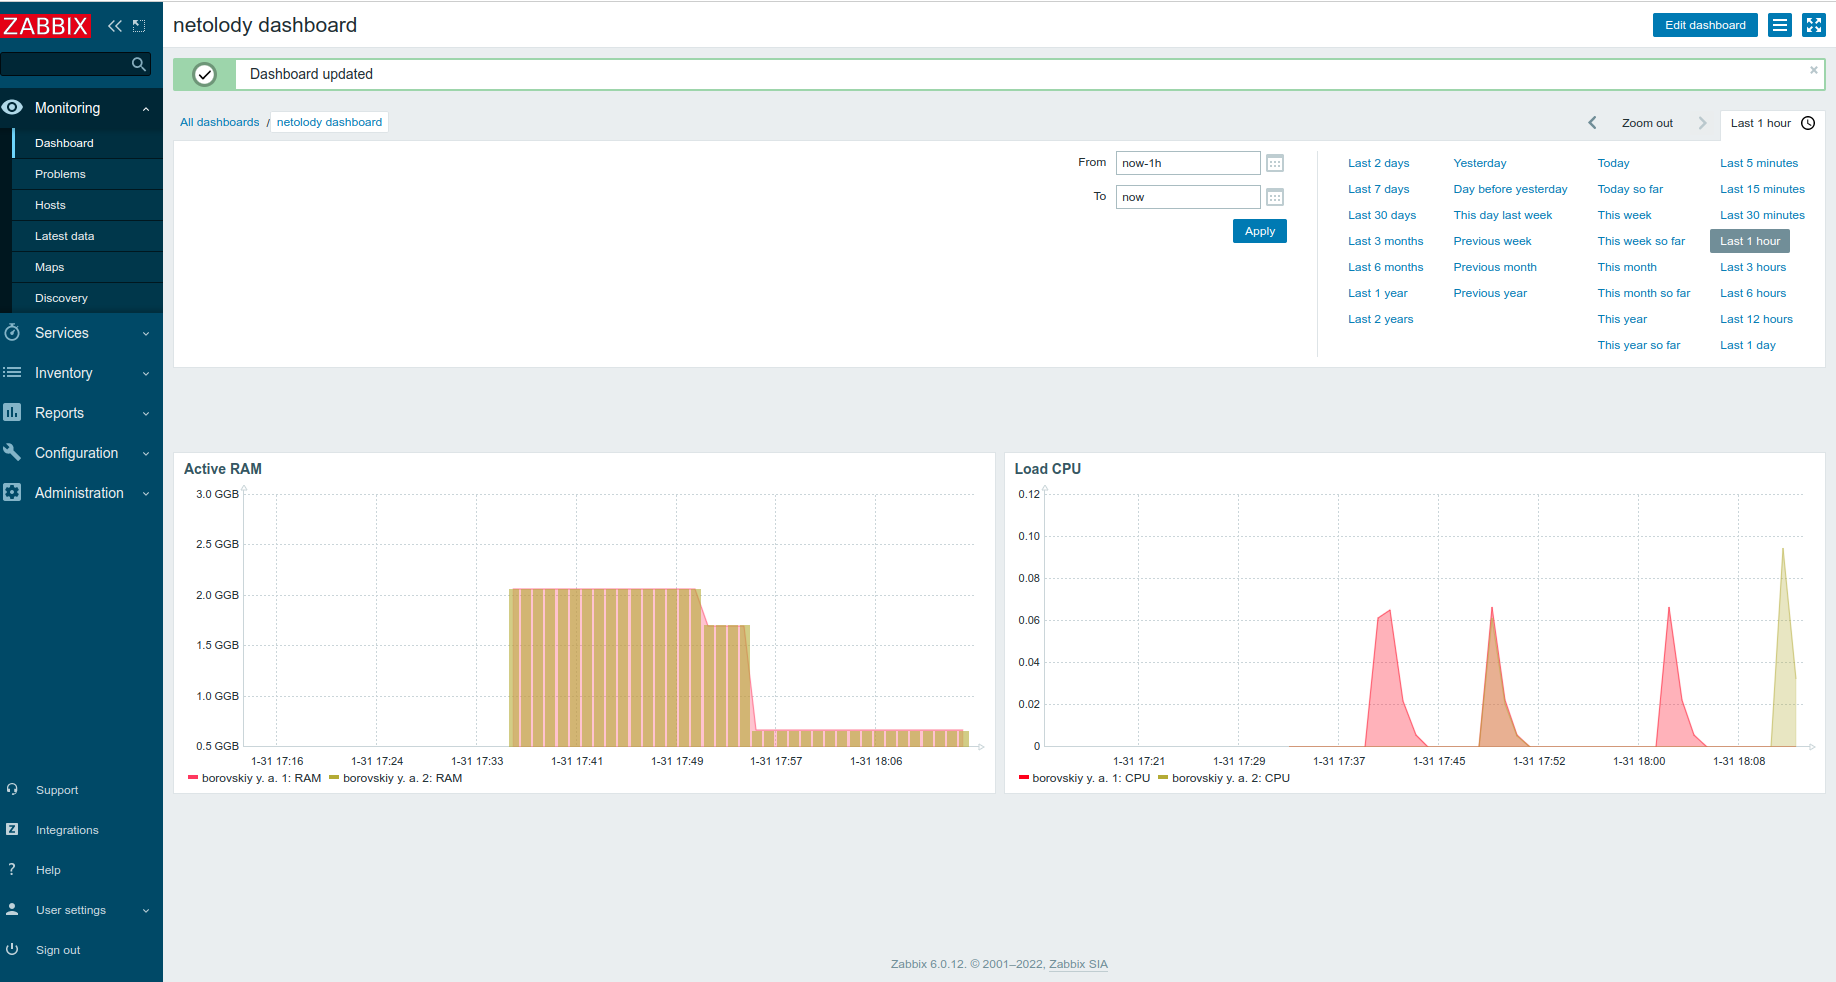 ZABBIX
Monitoring
Dashboard
Problems
Hosts
Latest data
Maps
Discovery
Services
Inventory
Reports
Configuration
Administration
Support
Integrations
Help
User settings
Sign out
netolody dashboard
Edit dashboard
Dashboard updated
All dashboards / netolody dashboard
Zoom out
Last 1 hour
From now-1h
To now
Apply
Last 2 days Yesterday Today Last 5 minutes
Last 7 days Day before yesterday Today so far Last 15 minutes
Last 30 days This day last week This week Last 30 minutes
Last 3 months Previous week This week so far Last 1 hour
Last 6 months Previous month This month Last 3 hours
Last 1 year Previous year This month so far Last 6 hours
Last 2 years This year Last 12 hours
This year so far Last 1 day
Active RAM
3.0 GGB
2.5 GGB
2.0 GGB
1.5 GGB
1.0 GGB
0.5 GGB
1-31 17:16 1-31 17:24 1-31 17:33 1-31 17:41 1-31 17:49 1-31 17:57 1-31 18:06
borovskiy y. a. 1: RAM borovskiy y. a. 2: RAM
Load CPU
0.12
0.10
0.08
0.06
0.04
0.02
0
1-31 17:21 1-31 17:29 1-31 17:37 1-31 17:45 1-31 17:52 1-31 18:00 1-31 18:08
borovskiy y. a. 1: CPU borovskiy y. a. 2: CPU
Zabbix 6.0.12. © 2001–2022, Zabbix SIA